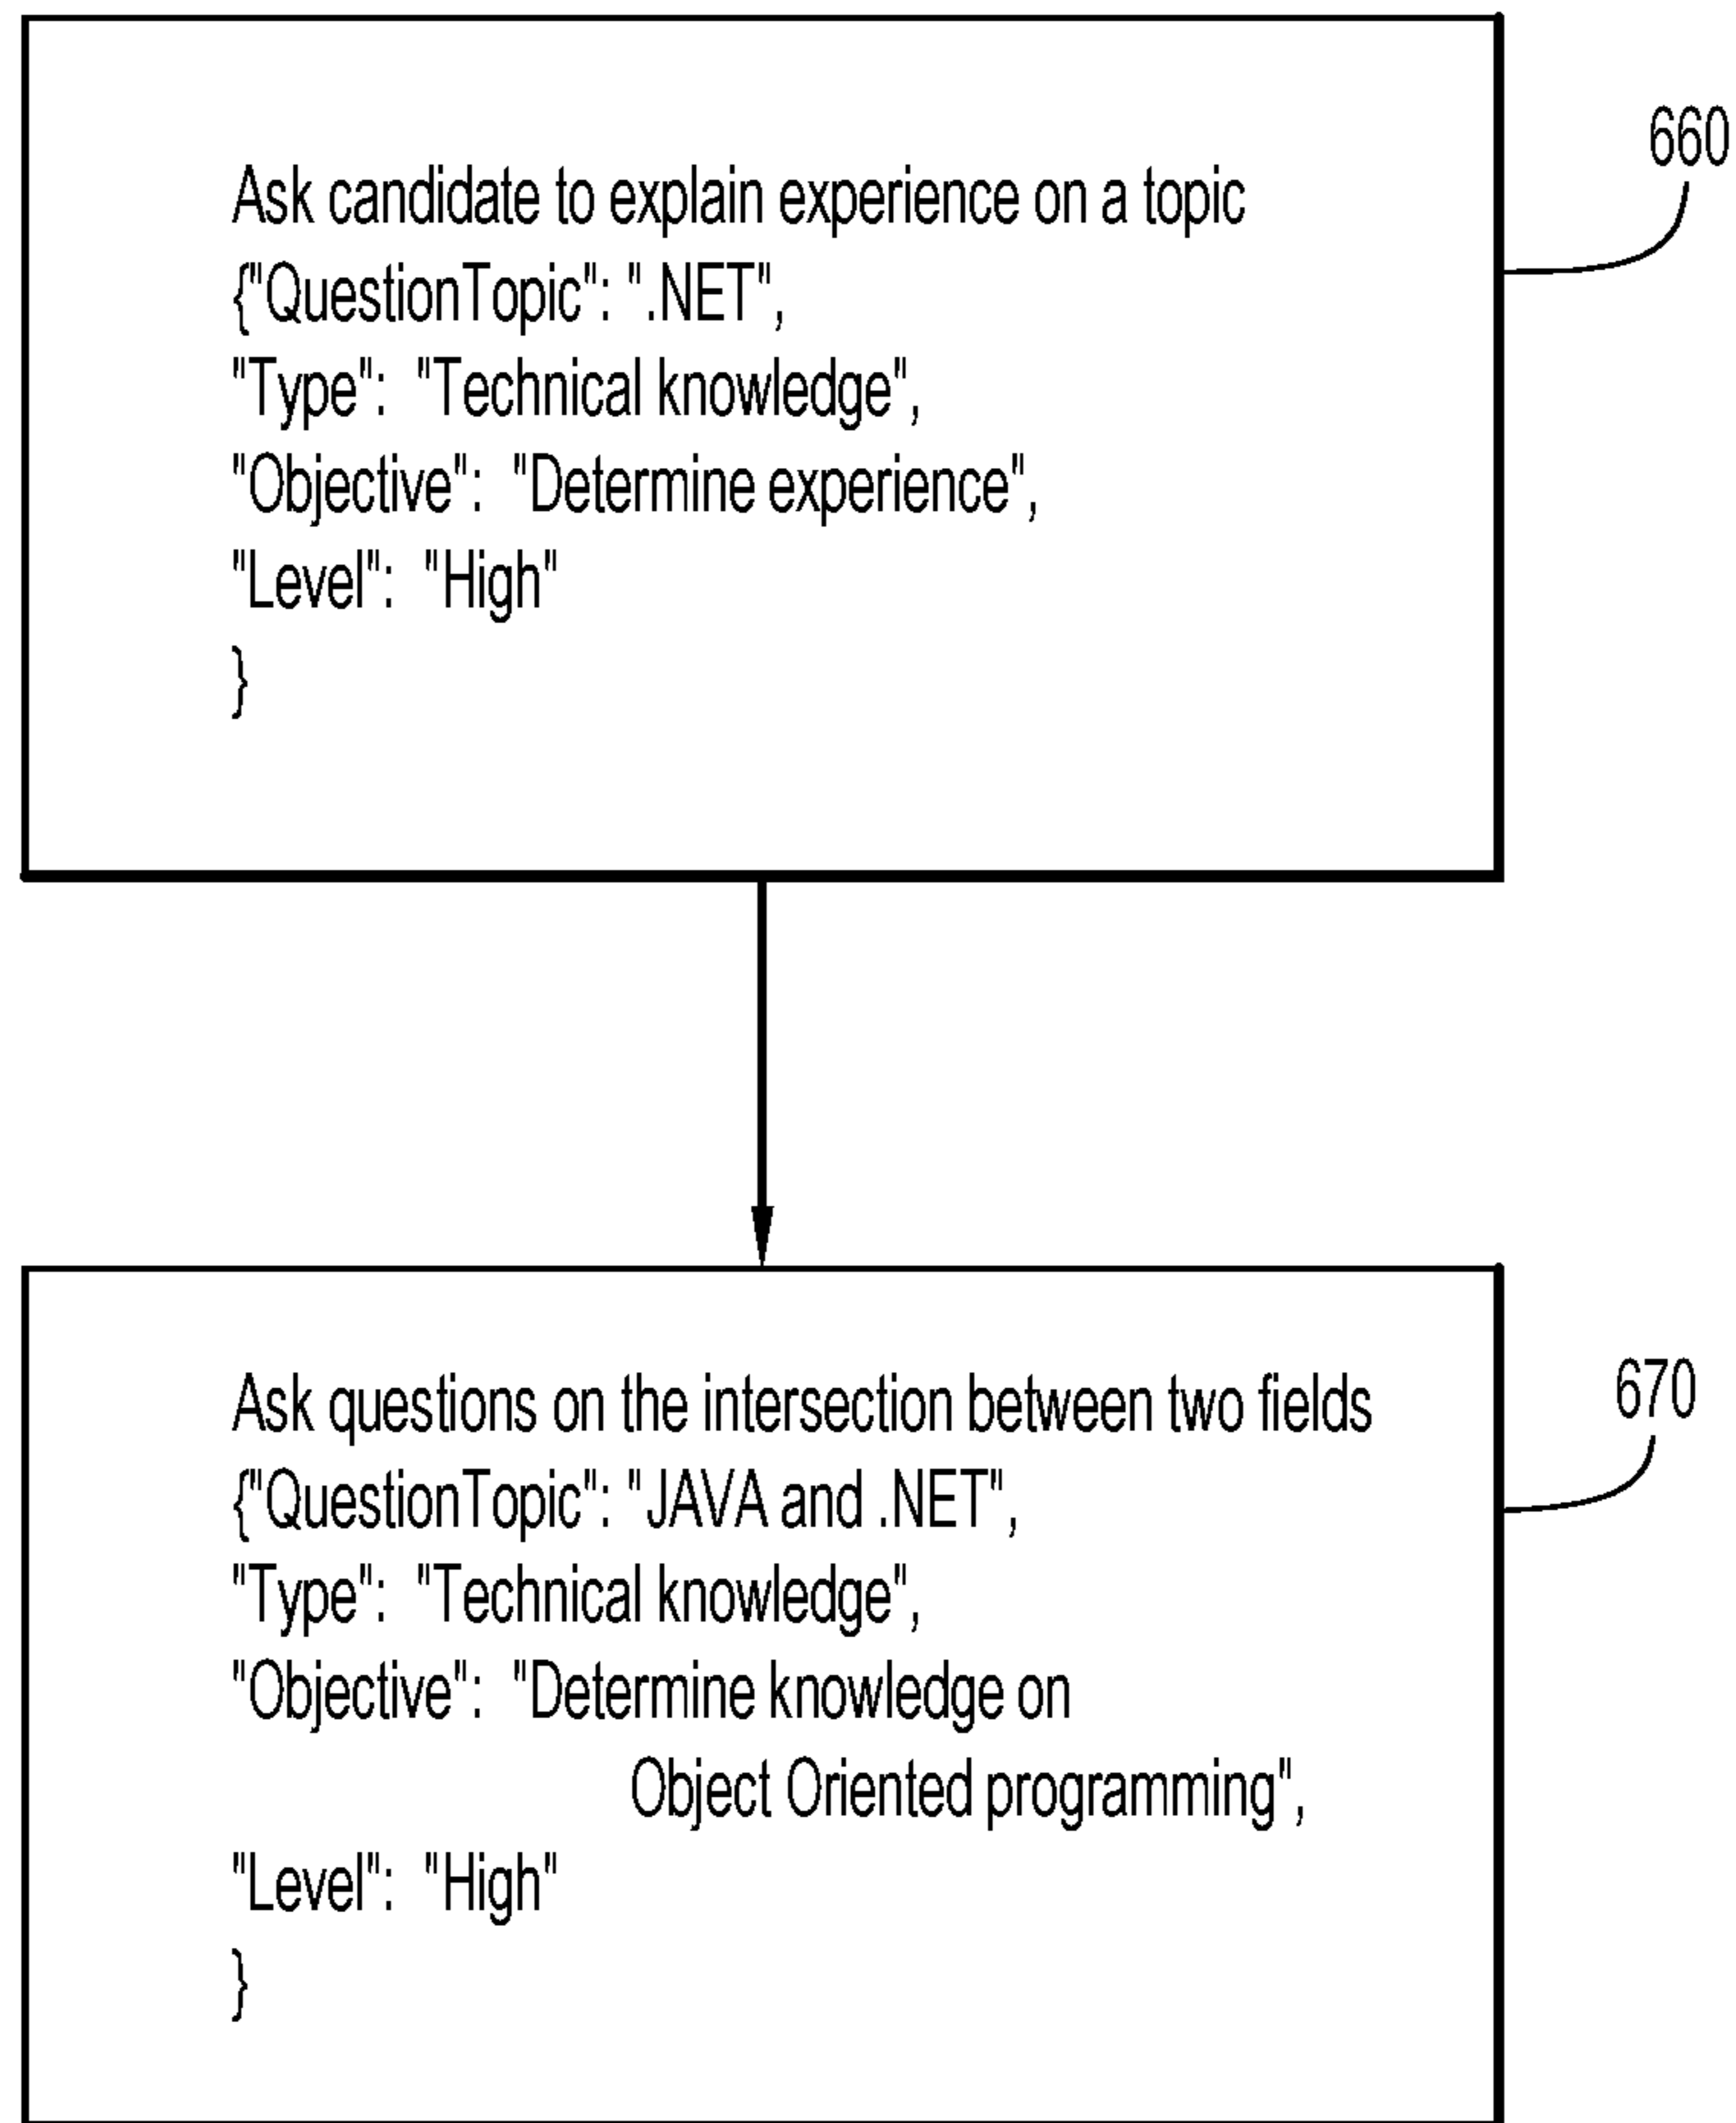 Ask candidate to explain experience on a topic
{"QuestionTopic": ".NET",
"Type": "Technical knowledge",
"Objective": "Determine experience",
"Level": "High"
}
660
Ask questions on the intersection between two fields
{"QuestionTopic": "JAVA and .NET",
"Type": "Technical knowledge",
"Objective": "Determine knowledge on
Object Oriented programming",
"Level": "High"
}
670